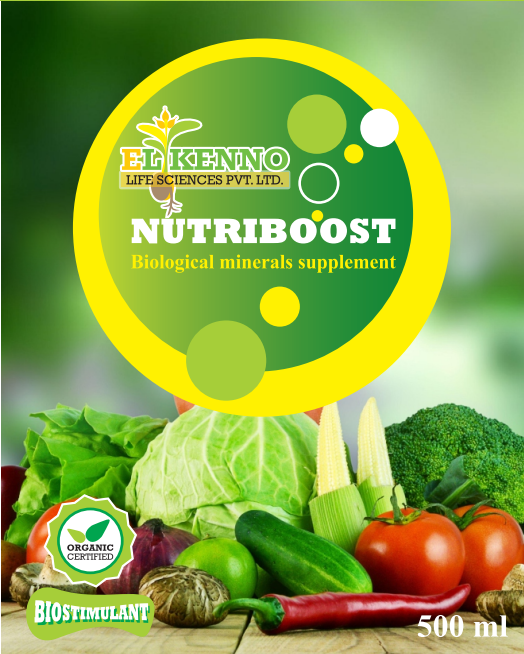 EL KENNO
LIFE SCIENCES PVT. LTD.
NUTRIBOOST
Biological minerals supplement
ORGANIC
CERTIFIED
BIOSTIMULANT
500 ml